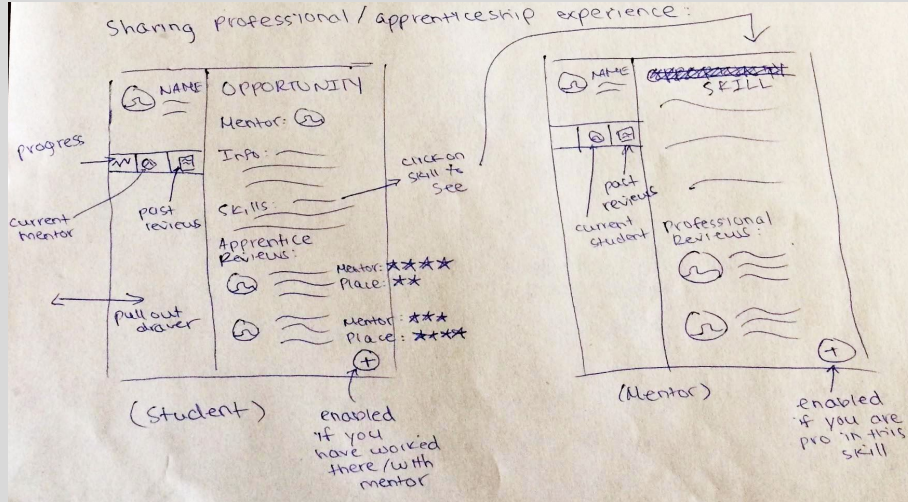 Sharing professional / apprenticeship experience:
NAME
OPPORTUNITY
Mentor:
Info:
Skills:
Apprentice
Reviews:
Mentor: ★★★★
Place: ★★
Mentor: ★★★
Place: ★★★★
+
progress
current
mentor
past
reviews
pull out
drawer
click on
skill to
see
(Student)
enabled
if you
have worked
there/with
mentor
NAME
SKILL
past
reviews
current
student
Professional
Reviews:
+
(Mentor)
enabled
if you are
pro in this
skill